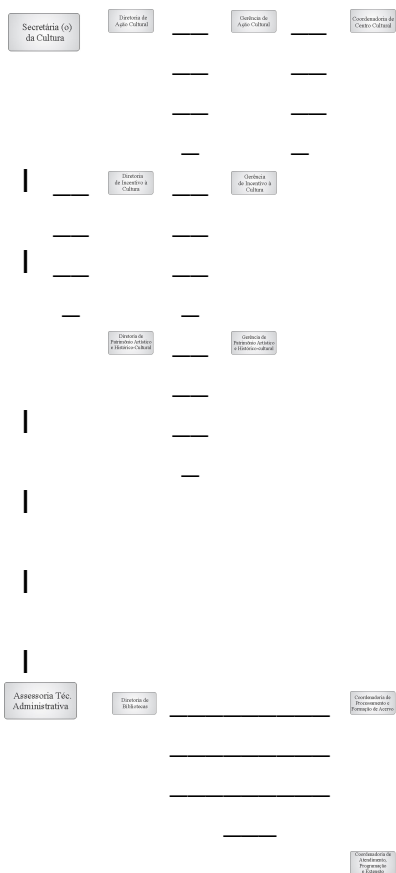 Secretária (o)
da Cultura
Diretoria de
Ação Cultural
Gerência de
Ação Cultural
Coordenadoria de
Centro Cultural
Diretoria
de Incentivo à
Cultura
Gerência
de Incentivo à
Cultura
Diretoria de
Patrimônio Artístico
e Histórico-Cultural
Gerência de
Patrimônio Artístico
e Histórico-cultural
Assessoria Téc.
Administrativa
Diretoria de
Bibliotecas
Coordenadoria de
Processamento e
Formação de Acervo
Coordenadoria de
Atendimento,
Programação
e Extensão